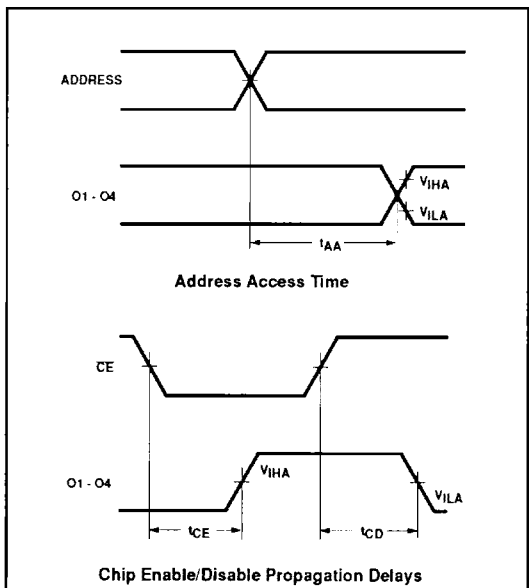 ADDRESS
O1 - O4
VIHA
VILA
tAA
Address Access Time
CE
O1 - O4
VIHA
VILA
tCE
tCD
Chip Enable/Disable Propagation Delays